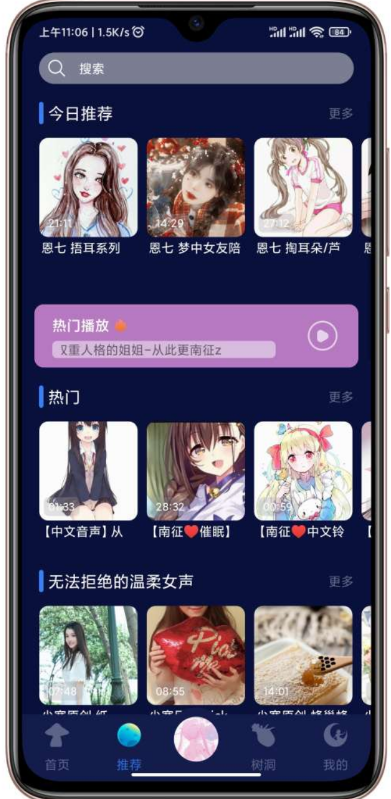 上午11:06 | 1.5K/s
84
搜索
今日推荐
更多
21:11
14:29
27:12
恩七 捂耳系列
恩七 梦中女友陪
恩七 掏耳朵/芦
热门播放
双重人格的姐姐-从此更南征z
热门
更多
01:33
28:32
00:59
【中文音声】从
【南征❤️催眠】
【南征❤️中文铃
无法拒绝的温柔女声
更多
07:48
08:55
14:01
首页
推荐
树洞
我的